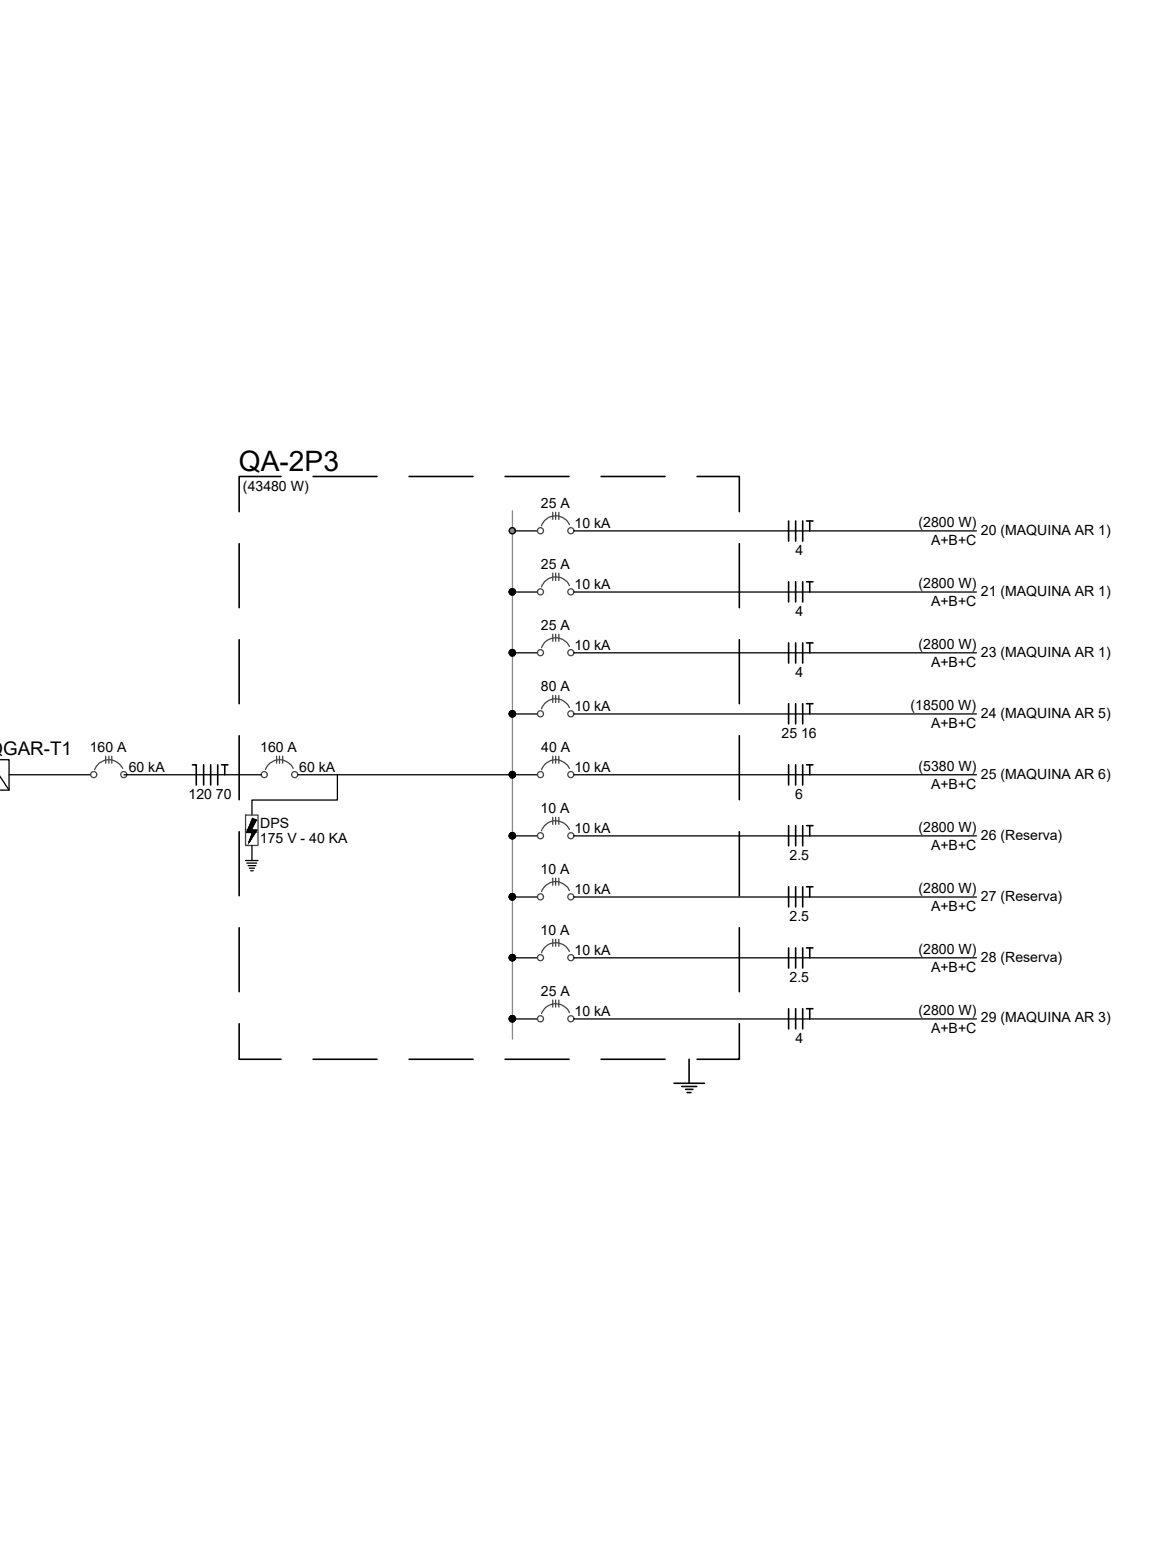 QA-2P3
(43480 W)
25 A
10 kA
4
(2800 W)
A+B+C
20 (MAQUINA AR 1)
25 A
10 kA
4
(2800 W)
A+B+C
21 (MAQUINA AR 1)
25 A
10 kA
4
(2800 W)
A+B+C
23 (MAQUINA AR 1)
80 A
10 kA
25 16
(18500 W)
A+B+C
24 (MAQUINA AR 5)
QGAR-T1
160 A
60 kA
120 70
160 A
60 kA
DPS
175 V - 40 KA
40 A
10 kA
6
(5380 W)
A+B+C
25 (MAQUINA AR 6)
10 A
10 kA
2.5
(2800 W)
A+B+C
26 (Reserva)
10 A
10 kA
2.5
(2800 W)
A+B+C
27 (Reserva)
10 A
10 kA
2.5
(2800 W)
A+B+C
28 (Reserva)
25 A
10 kA
4
(2800 W)
A+B+C
29 (MAQUINA AR 3)